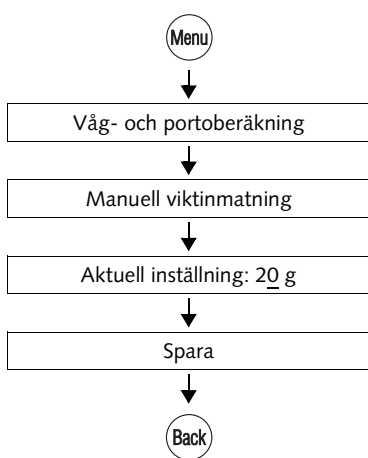 Menu
Våg- och portoberäkning
Manuell viktinmatning
Aktuell inställning: 20 g
Spara
Back